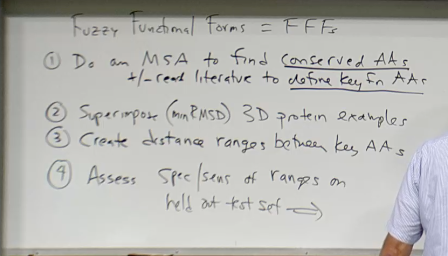 Fuzzy Functional Forms = FFFs
① Do an MSA to find conserved AAs
+/- read literature to define key fn AAs
② Superimpose (minRMSD) 3D protein examples
③ Create distance ranges between key AAs
④ Assess spec/sens of ranges on
held out test set →